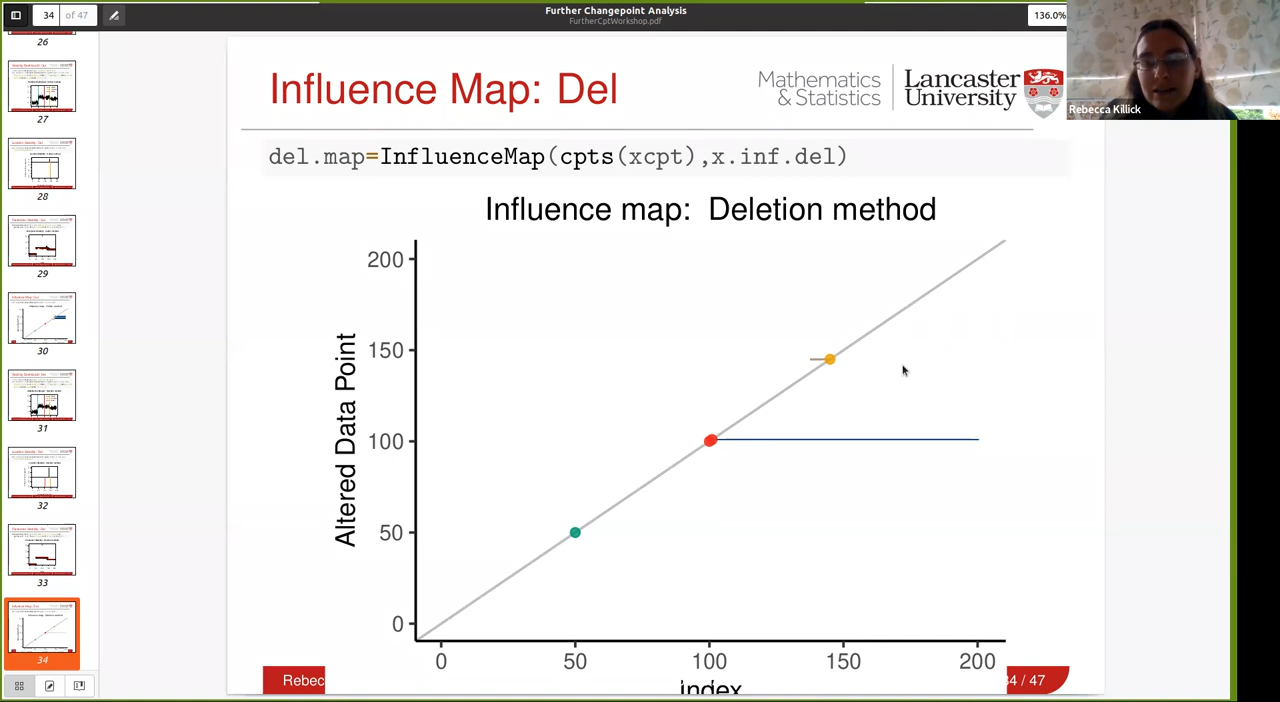 34
of 47
Further Changepoint Analysis
FurtherCptWorkshop.pdf
136.0%
Rebecca Killick
26
27
28
29
30
31
32
33
34
Influence Map: Del
Mathematics
& Statistics
Lancaster
University
del.map=InfluenceMap(cpts(xcpt),x.inf.del)
Influence map: Deletion method
Altered Data Point
200
150
100
50
0
0
50
100
150
200
Index
Rebec
34 / 47